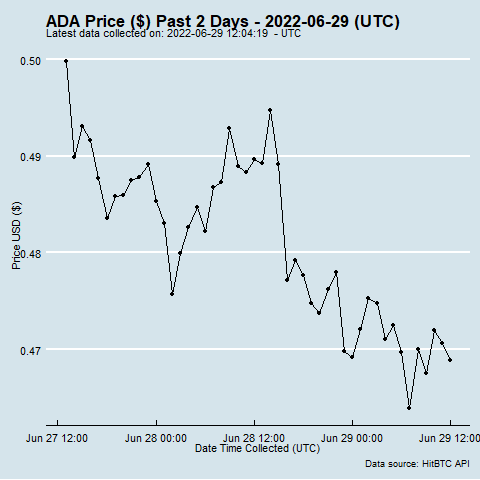 ADA Price ($) Past 2 Days - 2022-06-29 (UTC)
Latest data collected on: 2022-06-29 12:04:19 - UTC
0.50
0.49
0.48
0.47
Price USD ($)
Jun 27 12:00 Jun 28 00:00 Jun 28 12:00 Jun 29 00:00 Jun 29 12:00
Date Time Collected (UTC)
Data source: HitBTC API